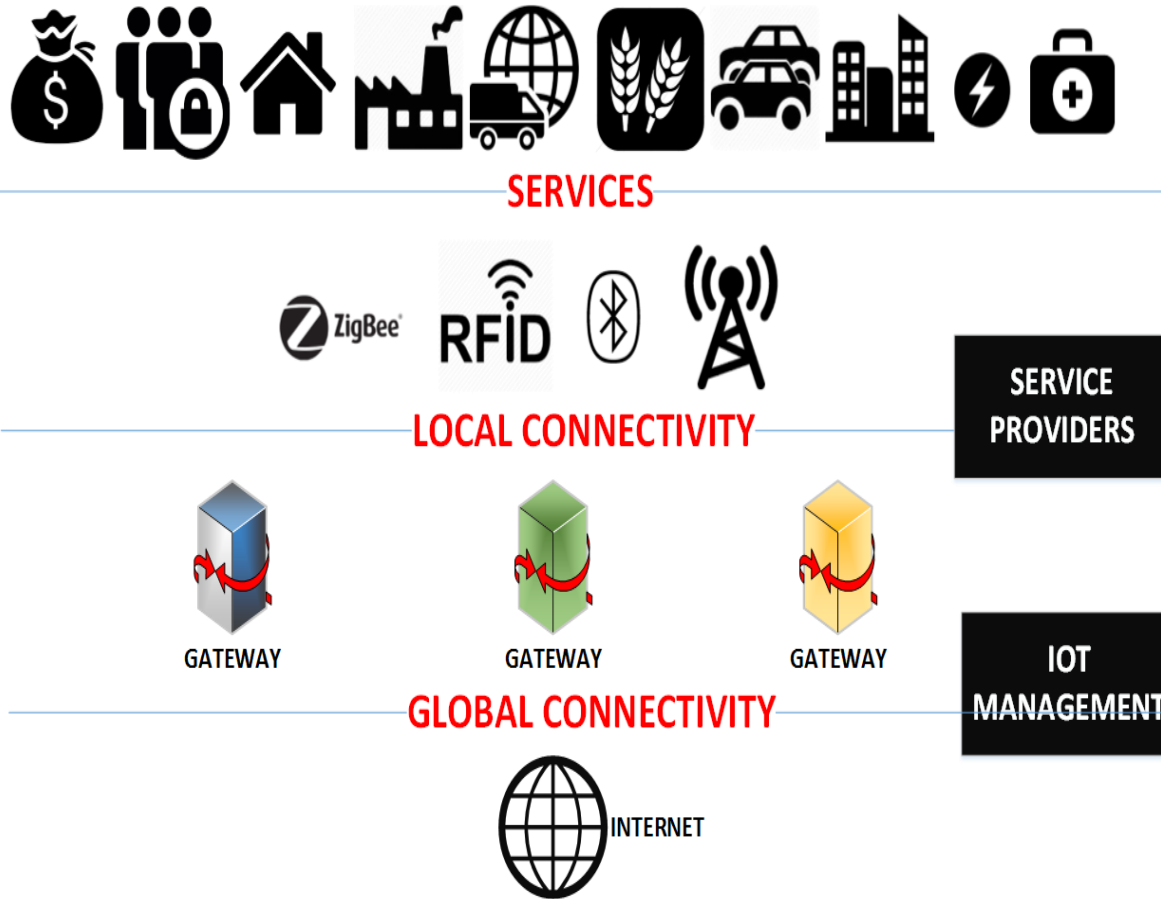 $
SERVICES
ZigBee
RFiD
LOCAL CONNECTIVITY
SERVICE
PROVIDERS
GATEWAY
GATEWAY
GATEWAY
IOT
MANAGEMENT
GLOBAL CONNECTIVITY
INTERNET